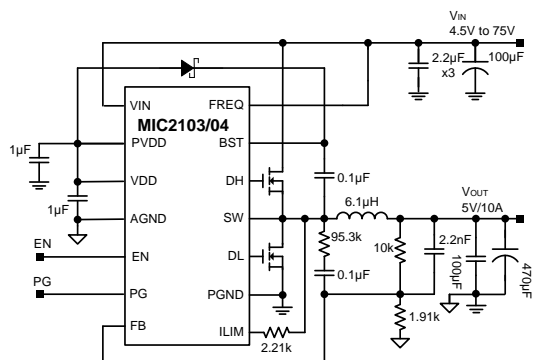 VIN
4.5V to 75V
2.2µF
x3
100µF
VIN
FREQ
MIC2103/04
1µF
PVDD
BST
0.1µF
VDD
DH
6.1µH
VOUT
5V/10A
1µF
AGND
SW
95.3k
10k
2.2nF
100µF
470µF
EN
EN
DL
0.1µF
PG
PG
PGND
FB
ILIM
2.21k
1.91k